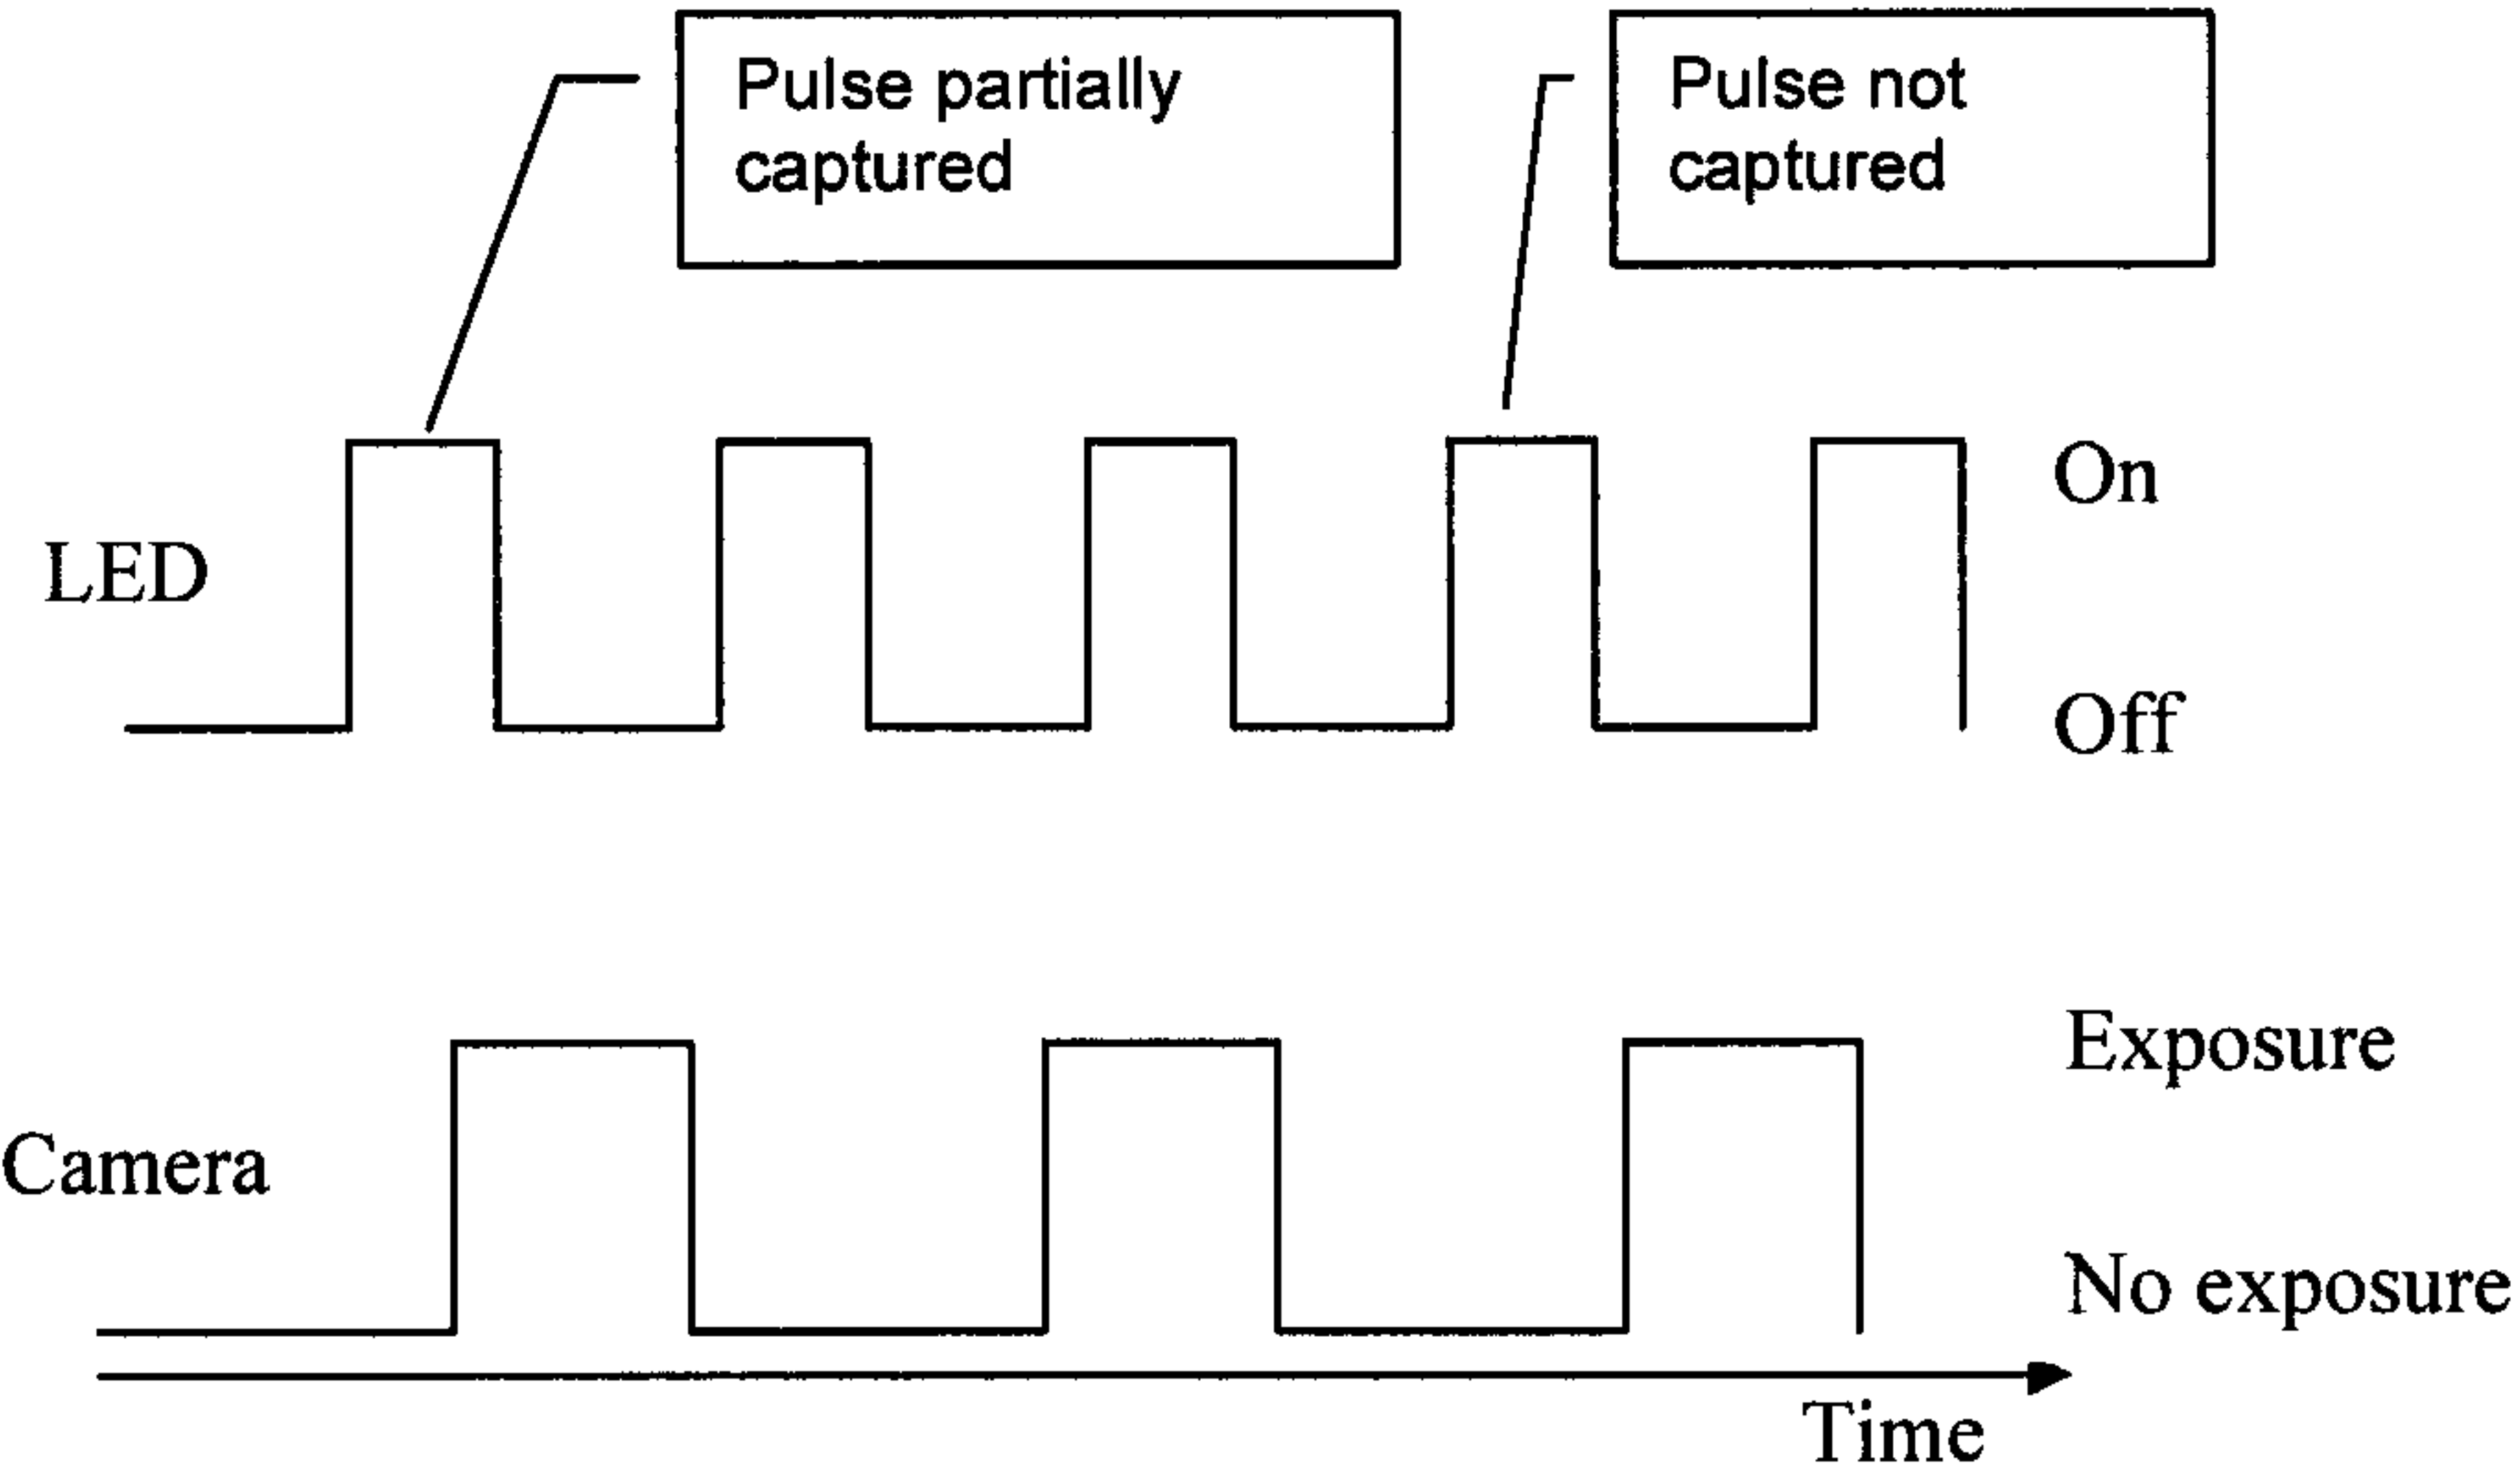 Pulse partially
captured
Pulse not
captured
On
LED
Off
Exposure
Camera
No exposure
Time